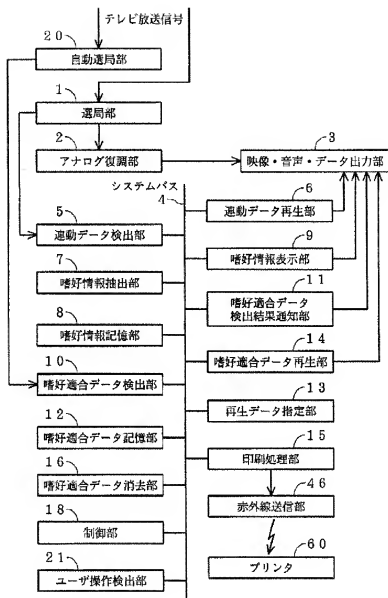 テレビ放送信号
20
自動選局部
1
選局部
2
アナログ復調部
3
映像・音声・データ出力部
システムバス
4
5
連動データ検出部
6
連動データ再生部
7
嗜好情報抽出部
9
嗜好情報表示部
8
嗜好情報記憶部
11
嗜好適合データ
検出結果通知部
10
嗜好適合データ検出部
14
嗜好適合データ再生部
12
嗜好適合データ記憶部
13
再生データ指定部
16
嗜好適合データ消去部
15
印刷処理部
18
制御部
46
赤外線送信部
21
ユーザ操作検出部
60
プリンタ